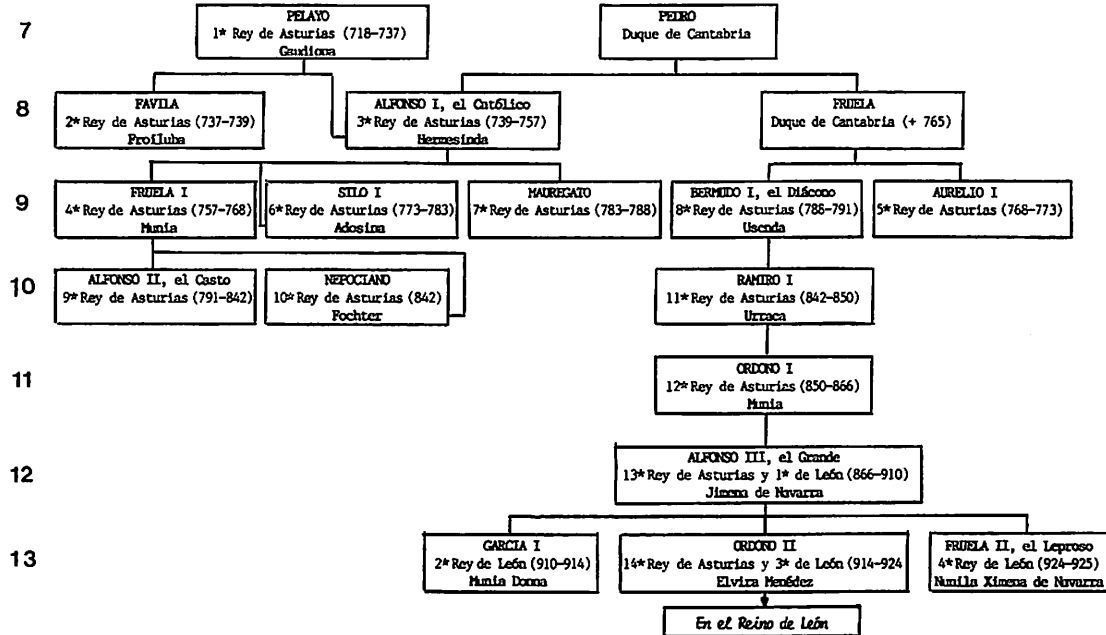 7
PELAYO
1* Rey de Asturias (718-737)
Gaudiosa
PEDRO
Duque de Cantabria
8
FAVILA
2* Rey de Asturias (737-739)
Froiluba
ALFONSO I, el Católico
3* Rey de Asturias (739-757)
Hermesinda
FRUELA
Duque de Cantabria (+ 765)
9
FRUELA I
4* Rey de Asturias (757-768)
Munia
SILO I
6* Rey de Asturias (773-783)
Adosina
MAUREGATO
7* Rey de Asturias (783-788)
BERMUDO I, el Diácono
8* Rey de Asturias (788-791)
Usenda
AURELIO I
5* Rey de Asturias (768-773)
10
ALFONSO II, el Casto
9* Rey de Asturias (791-842)
NEPOCIANO
10* Rey de Asturias (842)
Fochter
RAMIRO I
11* Rey de Asturias (842-850)
Urraca
11
ORDONO I
12* Rey de Asturias (850-866)
Munia
12
ALFONSO III, el Grande
13* Rey de Asturias y 1* de León (866-910)
Jimena de Navarra
13
GARCIA I
2* Rey de León (910-914)
Munia Donna
ORDONO II
14* Rey de Asturias y 3* de León (914-924
Elvira Menédez
FRUELA II, el Leproso
4* Rey de León (924-925)
Nunila Ximena de Navarra
En el Reino de León